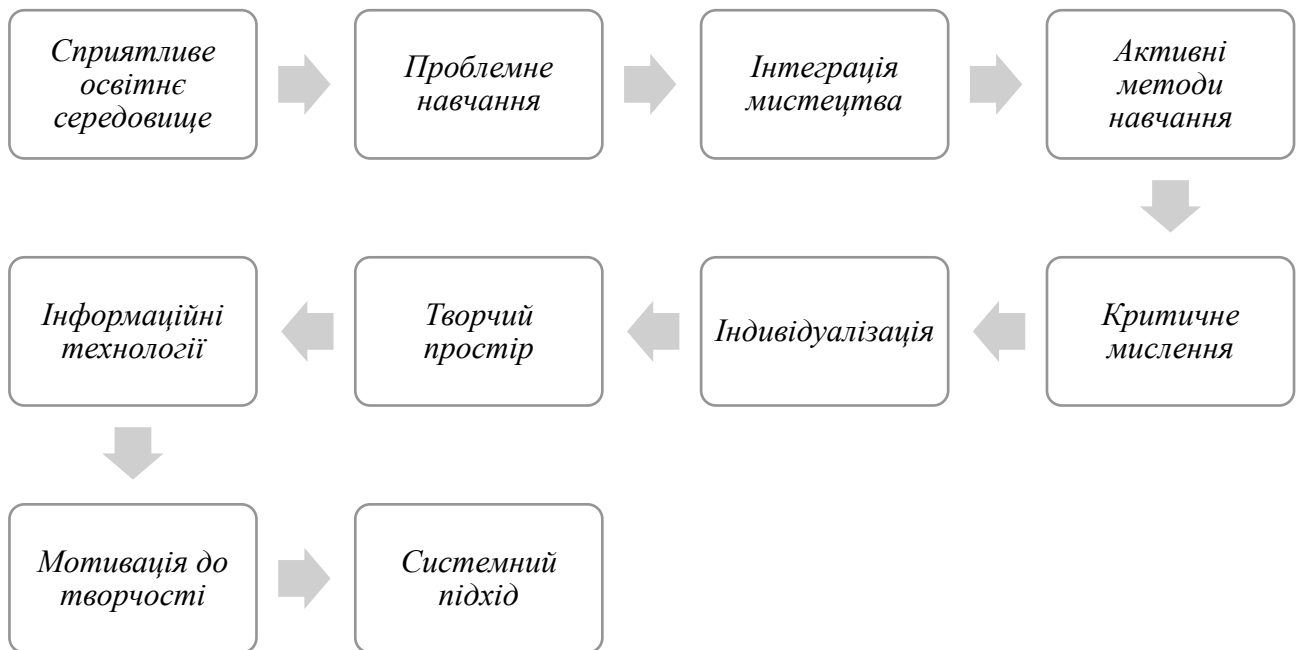 Сприятливе
освітнє
середовище
Проблемне
навчання
Інтеграція
мистецтва
Активні
методи
навчання
Критичне
мислення
Індивідуалізація
Творчий
простір
Інформаційні
технології
Мотивація до
творчості
Системний
підхід